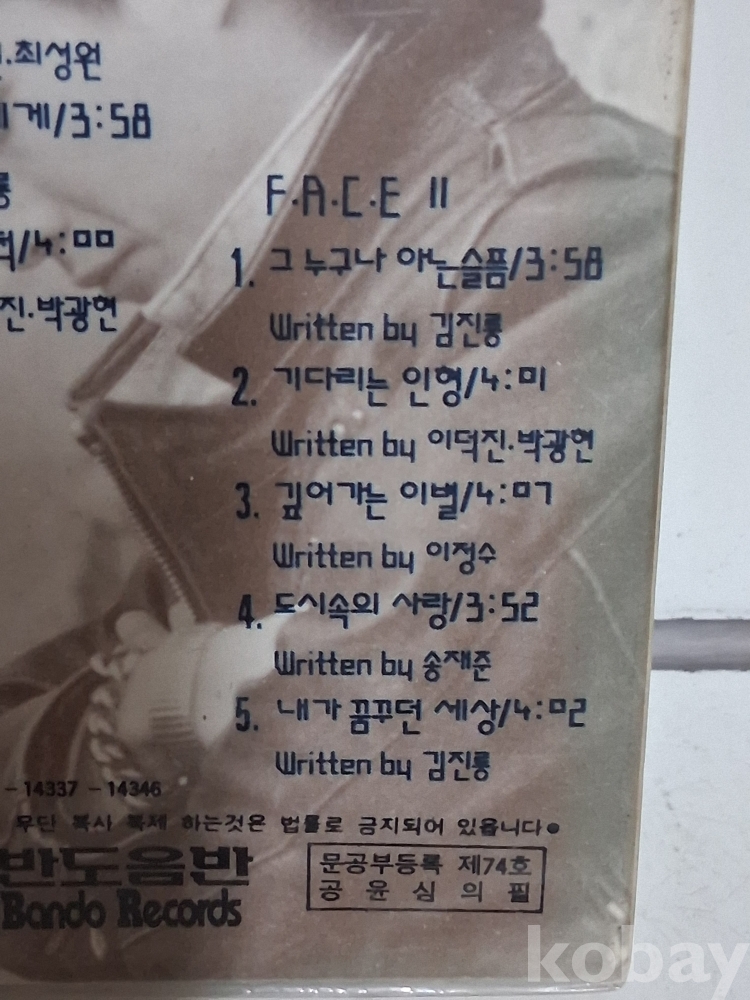 최성원
게/3:58
/4:00
진·박광현
F·A·C·E II
1. 그 누구나 아는슬픔/3:58
Written by 김진룡
2. 기다리는 인형/4:01
Written by 이덕진·박광현
3. 깊어가는 이별/4:07
Written by 이정수
4. 도시속의 사랑/3:52
Written by 송재준
5. 내가 꿈꾸던 세상/4:02
Written by 김진룡
-14337 -14346
무단 복사 복제 하는것은 법률로 금지되어 있읍니다●
반도음반
Bando Records
문공부등록 제74호
공 윤 심 의 필
kobay